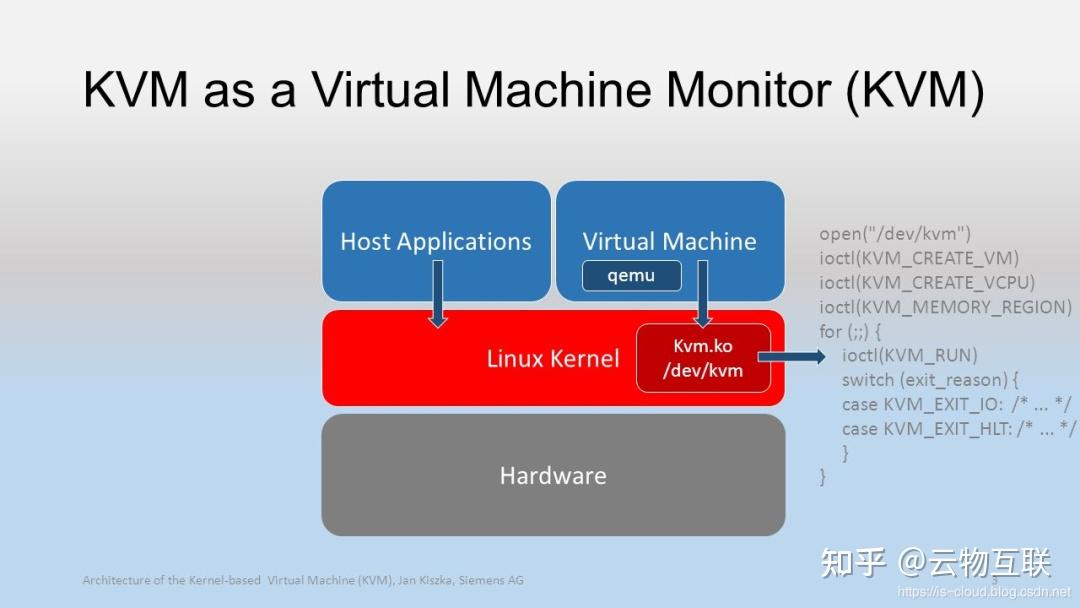 KVM as a Virtual Machine Monitor (KVM)
Host Applications
Virtual Machine
qemu
Linux Kernel
Kvm.ko
/dev/kvm
Hardware
open("/dev/kvm")
ioctl(KVM_CREATE_VM)
ioctl(KVM_CREATE_VCPU)
ioctl(KVM_MEMORY_REGION)
for (;;) {
ioctl(KVM_RUN)
switch (exit_reason) {
case KVM_EXIT_IO: /* ... */
case KVM_EXIT_HLT: /* ... */
}
}
Architecture of the Kernel-based Virtual Machine (KVM), Jan Kiszka, Siemens AG
3
知乎 @云物互联
https://is-cloud.blog.csdn.net